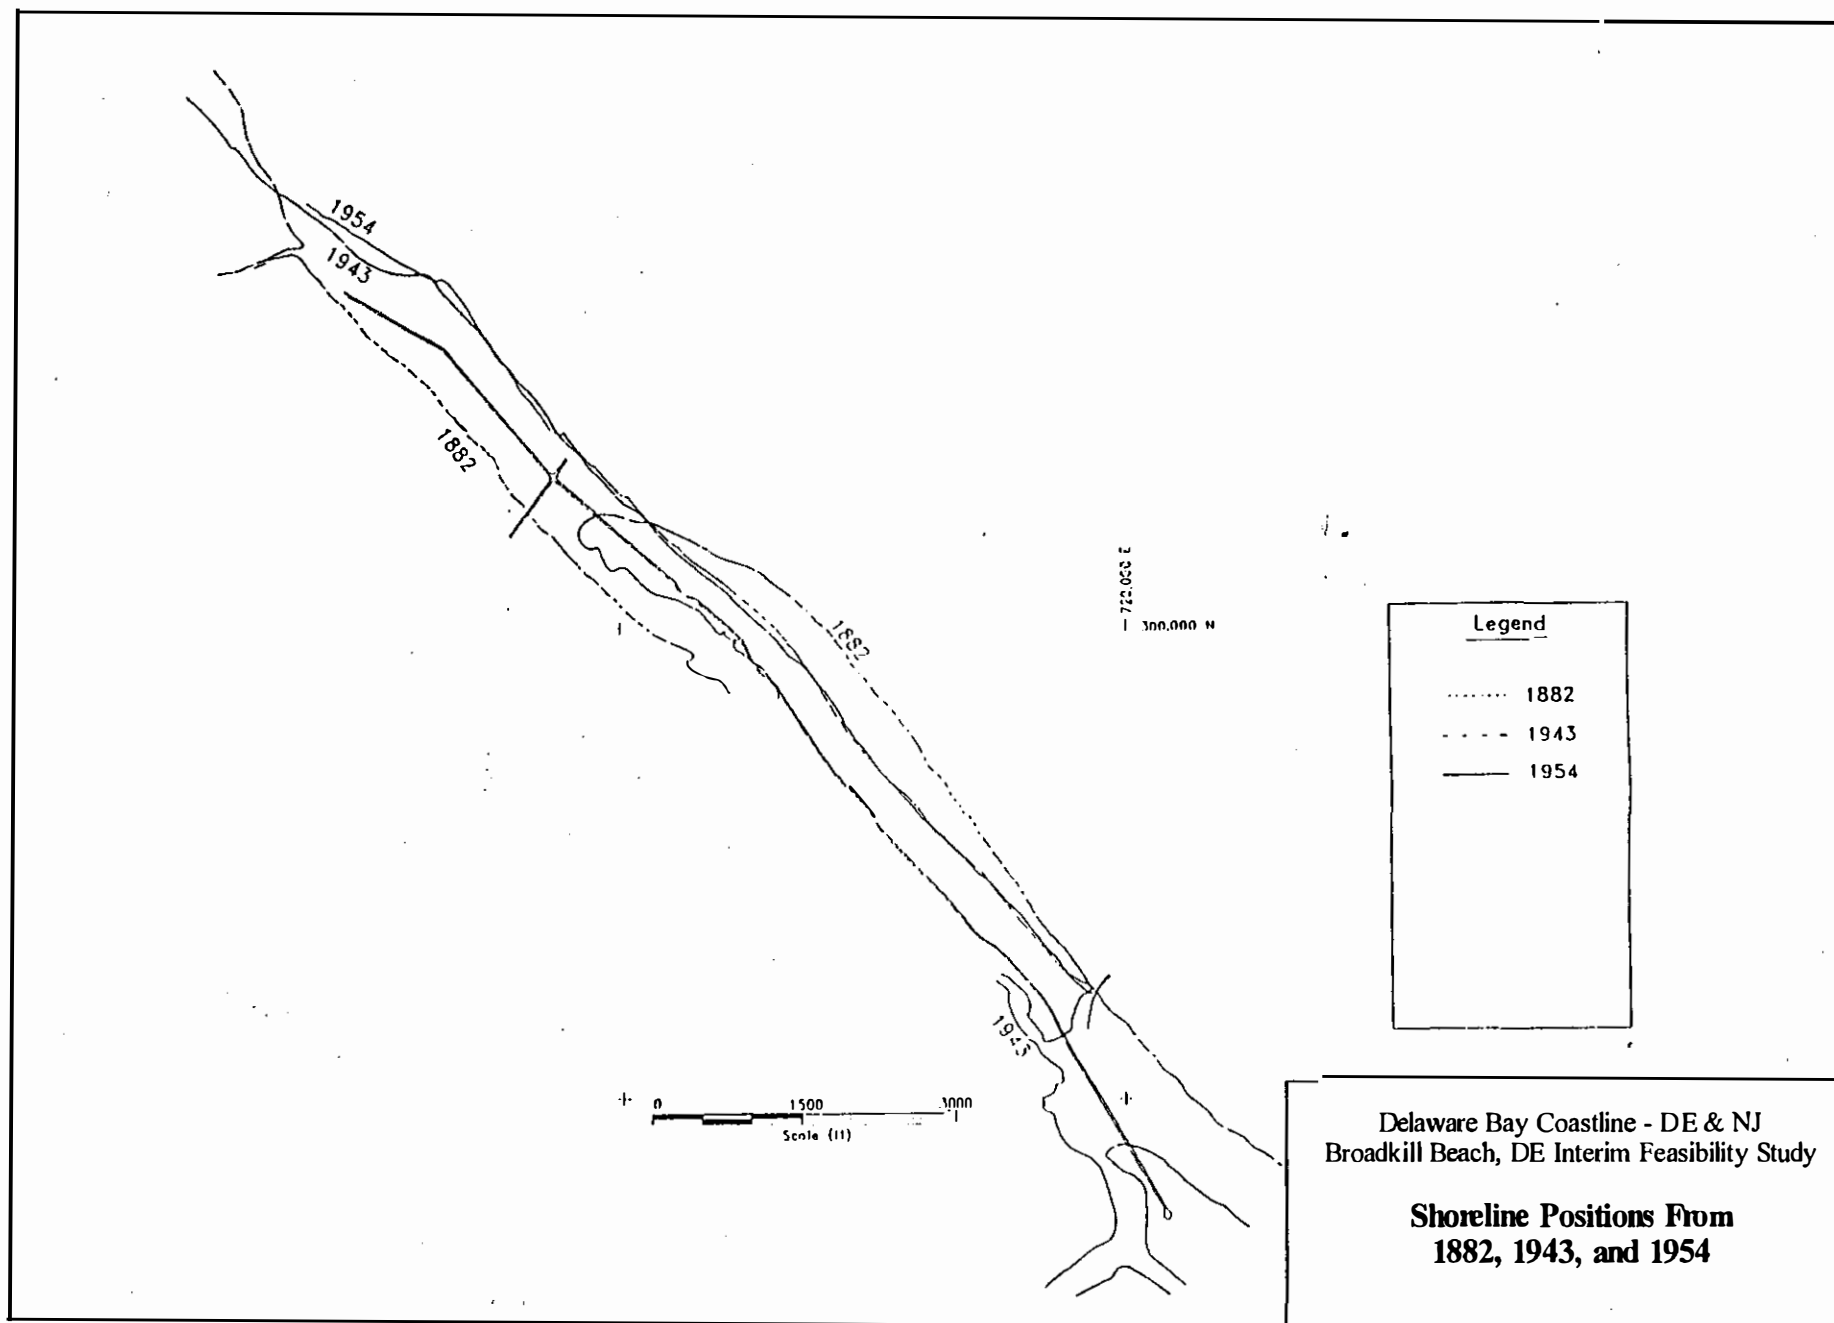 1954
1943
1882
1882
720,000 E
300,000 N
Legend
1882
1943
1954
1943
0 1500 3000
Scale (ft)
Delaware Bay Coastline - DE & NJ
Broadkill Beach, DE Interim Feasibility Study
Shoreline Positions From
1882, 1943, and 1954